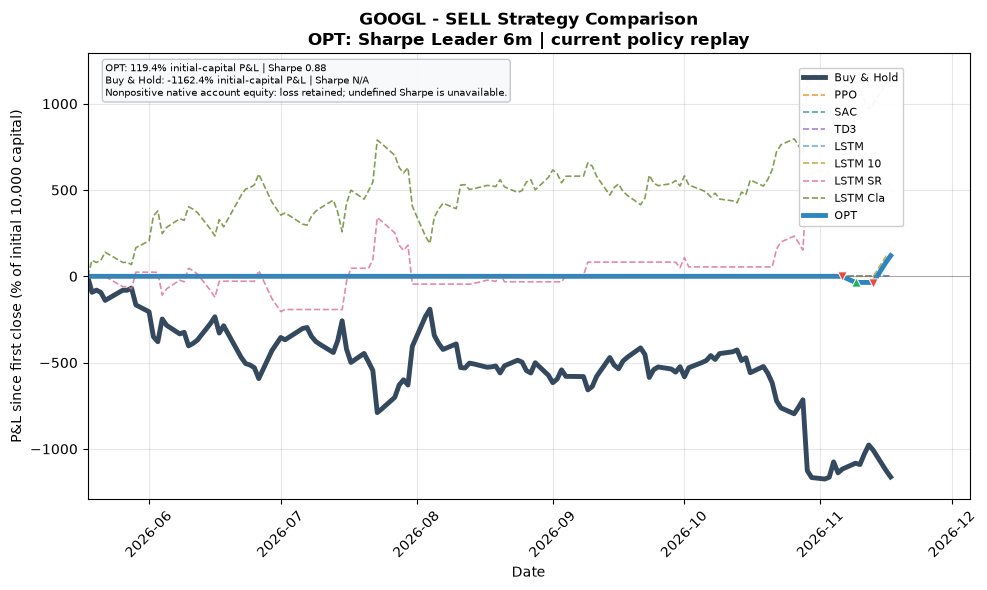 GOOGL - SELL Strategy Comparison
OPT: Sharpe Leader 6m | current policy replay
OPT: 119.4% initial-capital P&L | Sharpe 0.88
Buy & Hold: -1162.4% initial-capital P&L | Sharpe N/A
Nonpositive native account equity: loss retained; undefined Sharpe is unavailable.
Buy & Hold
PPO
SAC
TD3
LSTM
LSTM 10
LSTM SR
LSTM Cla
OPT
P&L since first close (% of initial 10,000 capital)
1000
500
0
−500
−1000
2026-06
2026-07
2026-08
2026-09
2026-10
2026-11
2026-12
Date